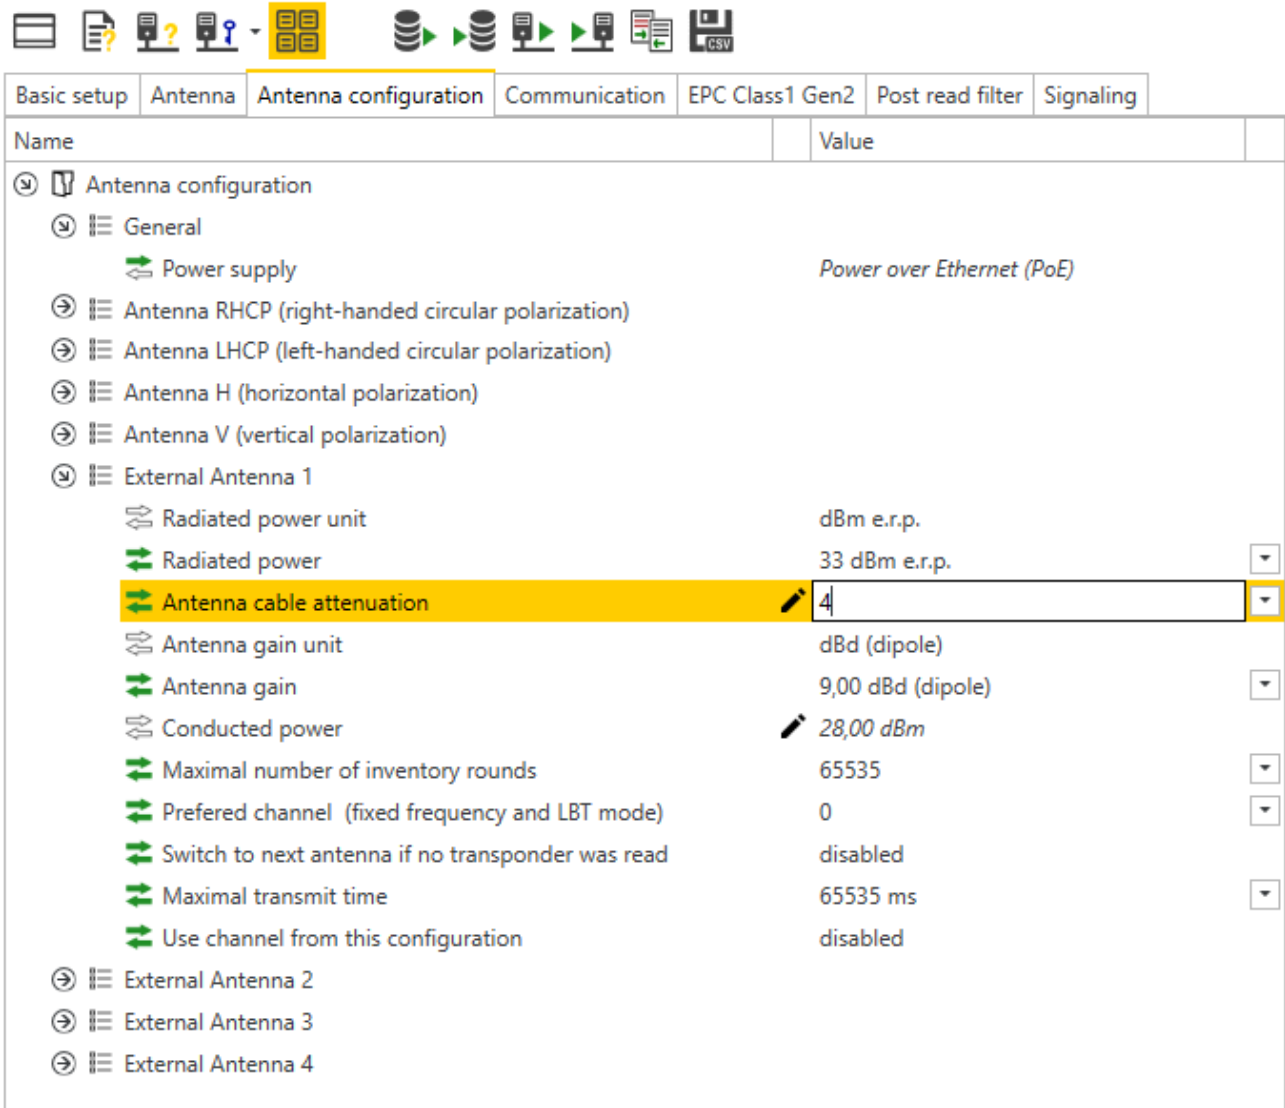 CSV
Basic setup Antenna Antenna configuration Communication EPC Class1 Gen2 Post read filter Signaling
Name Value
Antenna configuration
General
Power supply Power over Ethernet (PoE)
Antenna RHCP (right-handed circular polarization)
Antenna LHCP (left-handed circular polarization)
Antenna H (horizontal polarization)
Antenna V (vertical polarization)
External Antenna 1
Radiated power unit dBm e.r.p.
Radiated power 33 dBm e.r.p.
Antenna cable attenuation 4
Antenna gain unit dBd (dipole)
Antenna gain 9,00 dBd (dipole)
Conducted power 28,00 dBm
Maximal number of inventory rounds 65535
Prefered channel (fixed frequency and LBT mode) 0
Switch to next antenna if no transponder was read disabled
Maximal transmit time 65535 ms
Use channel from this configuration disabled
External Antenna 2
External Antenna 3
External Antenna 4